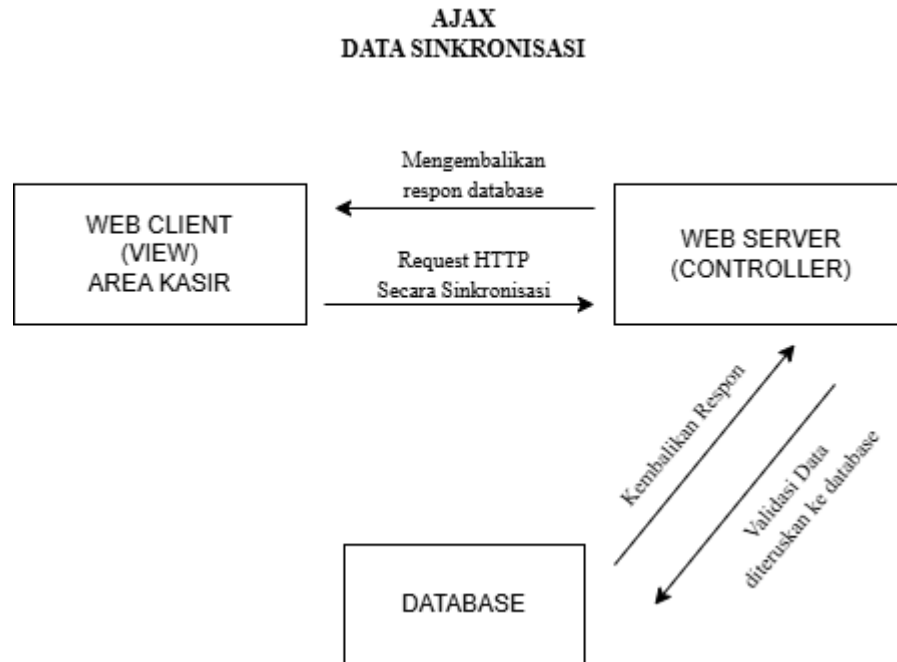 AJAX
DATA SINKRONISASI
Mengembalikan
respon database
WEB CLIENT
(VIEW)
AREA KASIR
WEB SERVER
(CONTROLLER)
Request HTTP
Secara Sinkronisasi
Kembalikan Respon
Validasi Data
diteruskan ke database
DATABASE